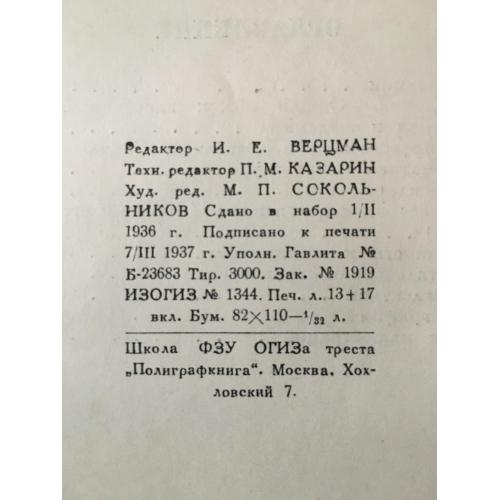 Редактор И. Е. ВЕРЦМАН
Техн. редактор П. М. КАЗАРИН
Худ. ред. М. П. СОКОЛЬ-
НИКОВ Сдано в набор 1/II
1936 г. Подписано к печати
7/III 1937 г. Уполн. Гавлита №
Б-23683 Тир. 3000. Зак. № 1919
ИЗОГИЗ № 1344. Печ. л. 13+17
вкл. Бум. 82×110—1/32 л.
Школа ФЗУ ОГИЗа треста
„Полиграфкнига“. Москва, Хох-
ловский 7.